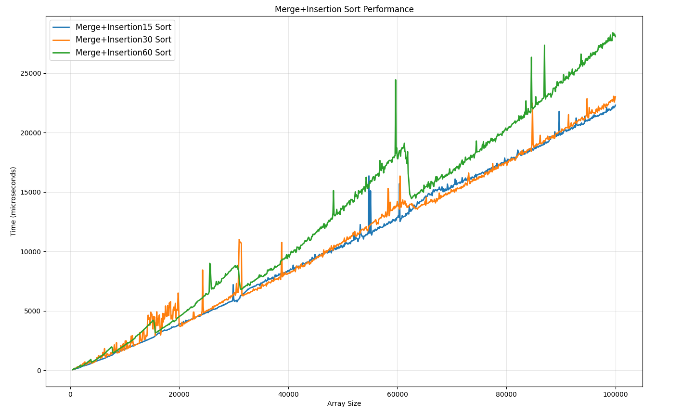 Merge+Insertion Sort Performance
Merge+Insertion15 Sort
Merge+Insertion30 Sort
Merge+Insertion60 Sort
Time (microseconds)
25000
20000
15000
10000
5000
0
0 20000 40000 60000 80000 100000
Array Size